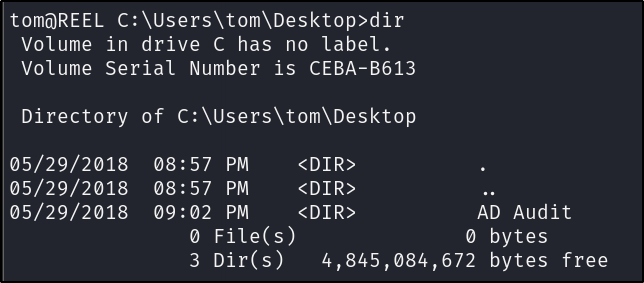 tom@REEL C:\Users\tom\Desktop>dir
 Volume in drive C has no label.
 Volume Serial Number is CEBA-B613

 Directory of C:\Users\tom\Desktop

05/29/2018  08:57 PM    <DIR>          .
05/29/2018  08:57 PM    <DIR>          ..
05/29/2018  09:02 PM    <DIR>          AD Audit
               0 File(s)              0 bytes
               3 Dir(s)   4,845,084,672 bytes free